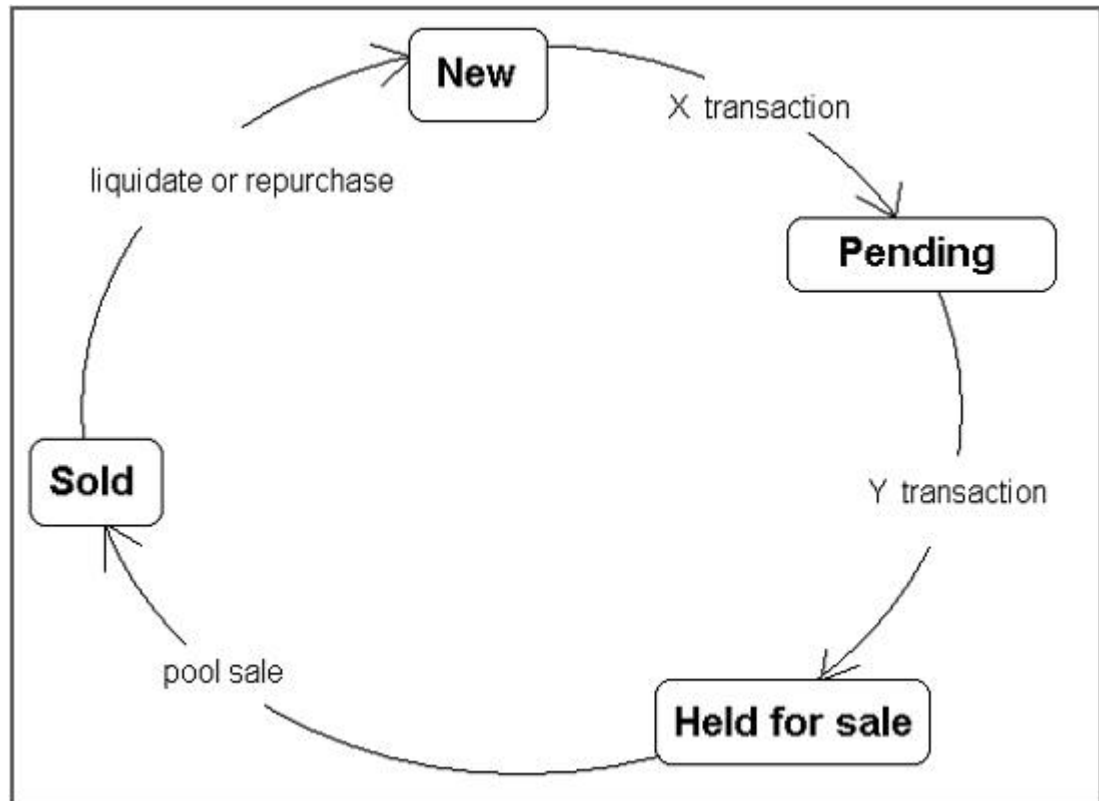 New
X transaction
liquidate or repurchase
Pending
Sold
Y transaction
pool sale
Held for sale